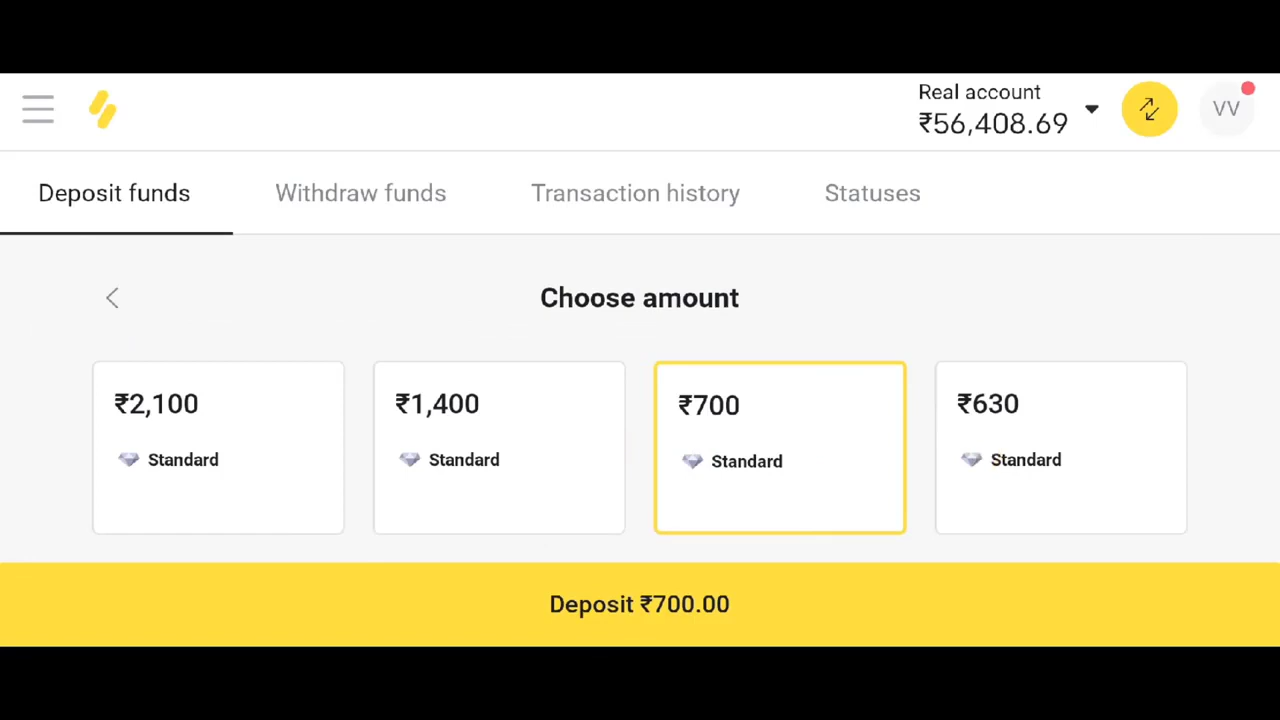 Real account
₹56,408.69
VV
Deposit funds
Withdraw funds
Transaction history
Statuses
Choose amount
₹2,100
Standard
₹1,400
Standard
₹700
Standard
₹630
Standard
Deposit ₹700.00